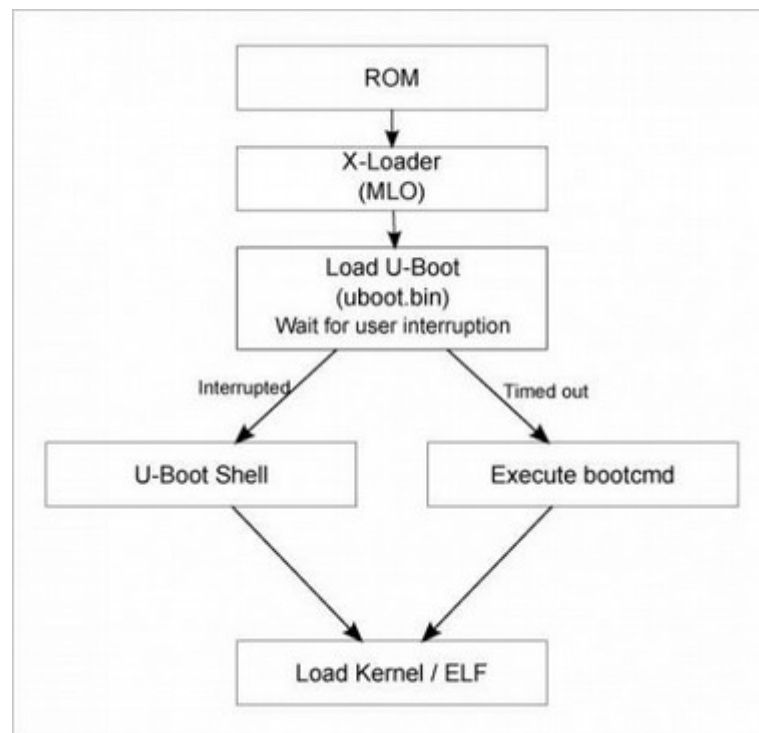 ROM
X-Loader
(MLO)
Load U-Boot
(uboot.bin)
Wait for user interruption
Interrupted
Timed out
U-Boot Shell
Execute bootcmd
Load Kernel / ELF